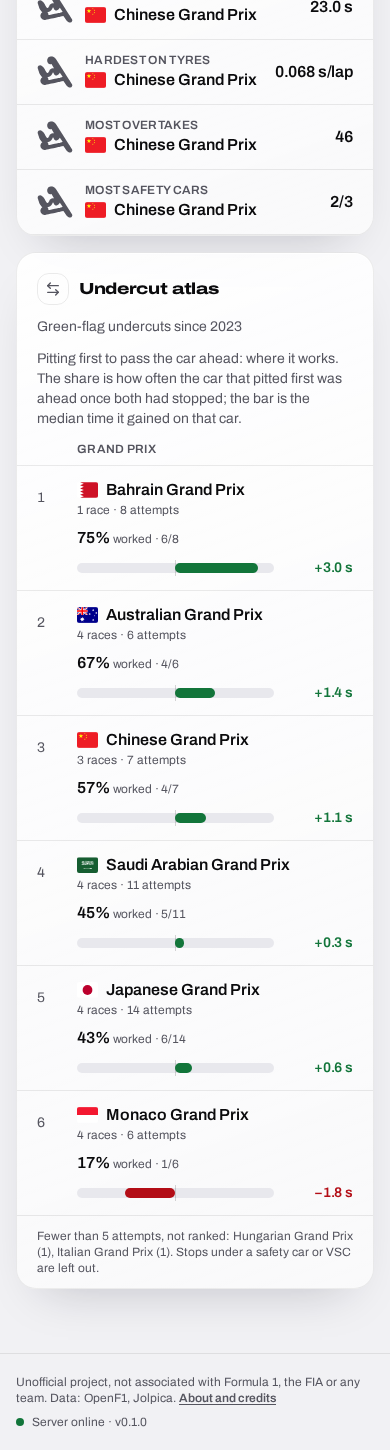 23.0 s
Chinese Grand Prix
HARDEST ON TYRES
Chinese Grand Prix
0.068 s/lap
MOST OVERTAKES
Chinese Grand Prix
46
MOST SAFETY CARS
Chinese Grand Prix
2/3
Undercut atlas
Green-flag undercuts since 2023
Pitting first to pass the car ahead: where it works.
The share is how often the car that pitted first was
ahead once both had stopped; the bar is the
median time it gained on that car.
GRAND PRIX
1
Bahrain Grand Prix
1 race · 8 attempts
75% worked · 6/8
+3.0 s
2
Australian Grand Prix
4 races · 6 attempts
67% worked · 4/6
+1.4 s
3
Chinese Grand Prix
3 races · 7 attempts
57% worked · 4/7
+1.1 s
4
Saudi Arabian Grand Prix
4 races · 11 attempts
45% worked · 5/11
+0.3 s
5
Japanese Grand Prix
4 races · 14 attempts
43% worked · 6/14
+0.6 s
6
Monaco Grand Prix
4 races · 6 attempts
17% worked · 1/6
−1.8 s
Fewer than 5 attempts, not ranked: Hungarian Grand Prix
(1), Italian Grand Prix (1). Stops under a safety car or VSC
are left out.
Unofficial project, not associated with Formula 1, the FIA or any
team. Data: OpenF1, Jolpica. About and credits
Server online · v0.1.0